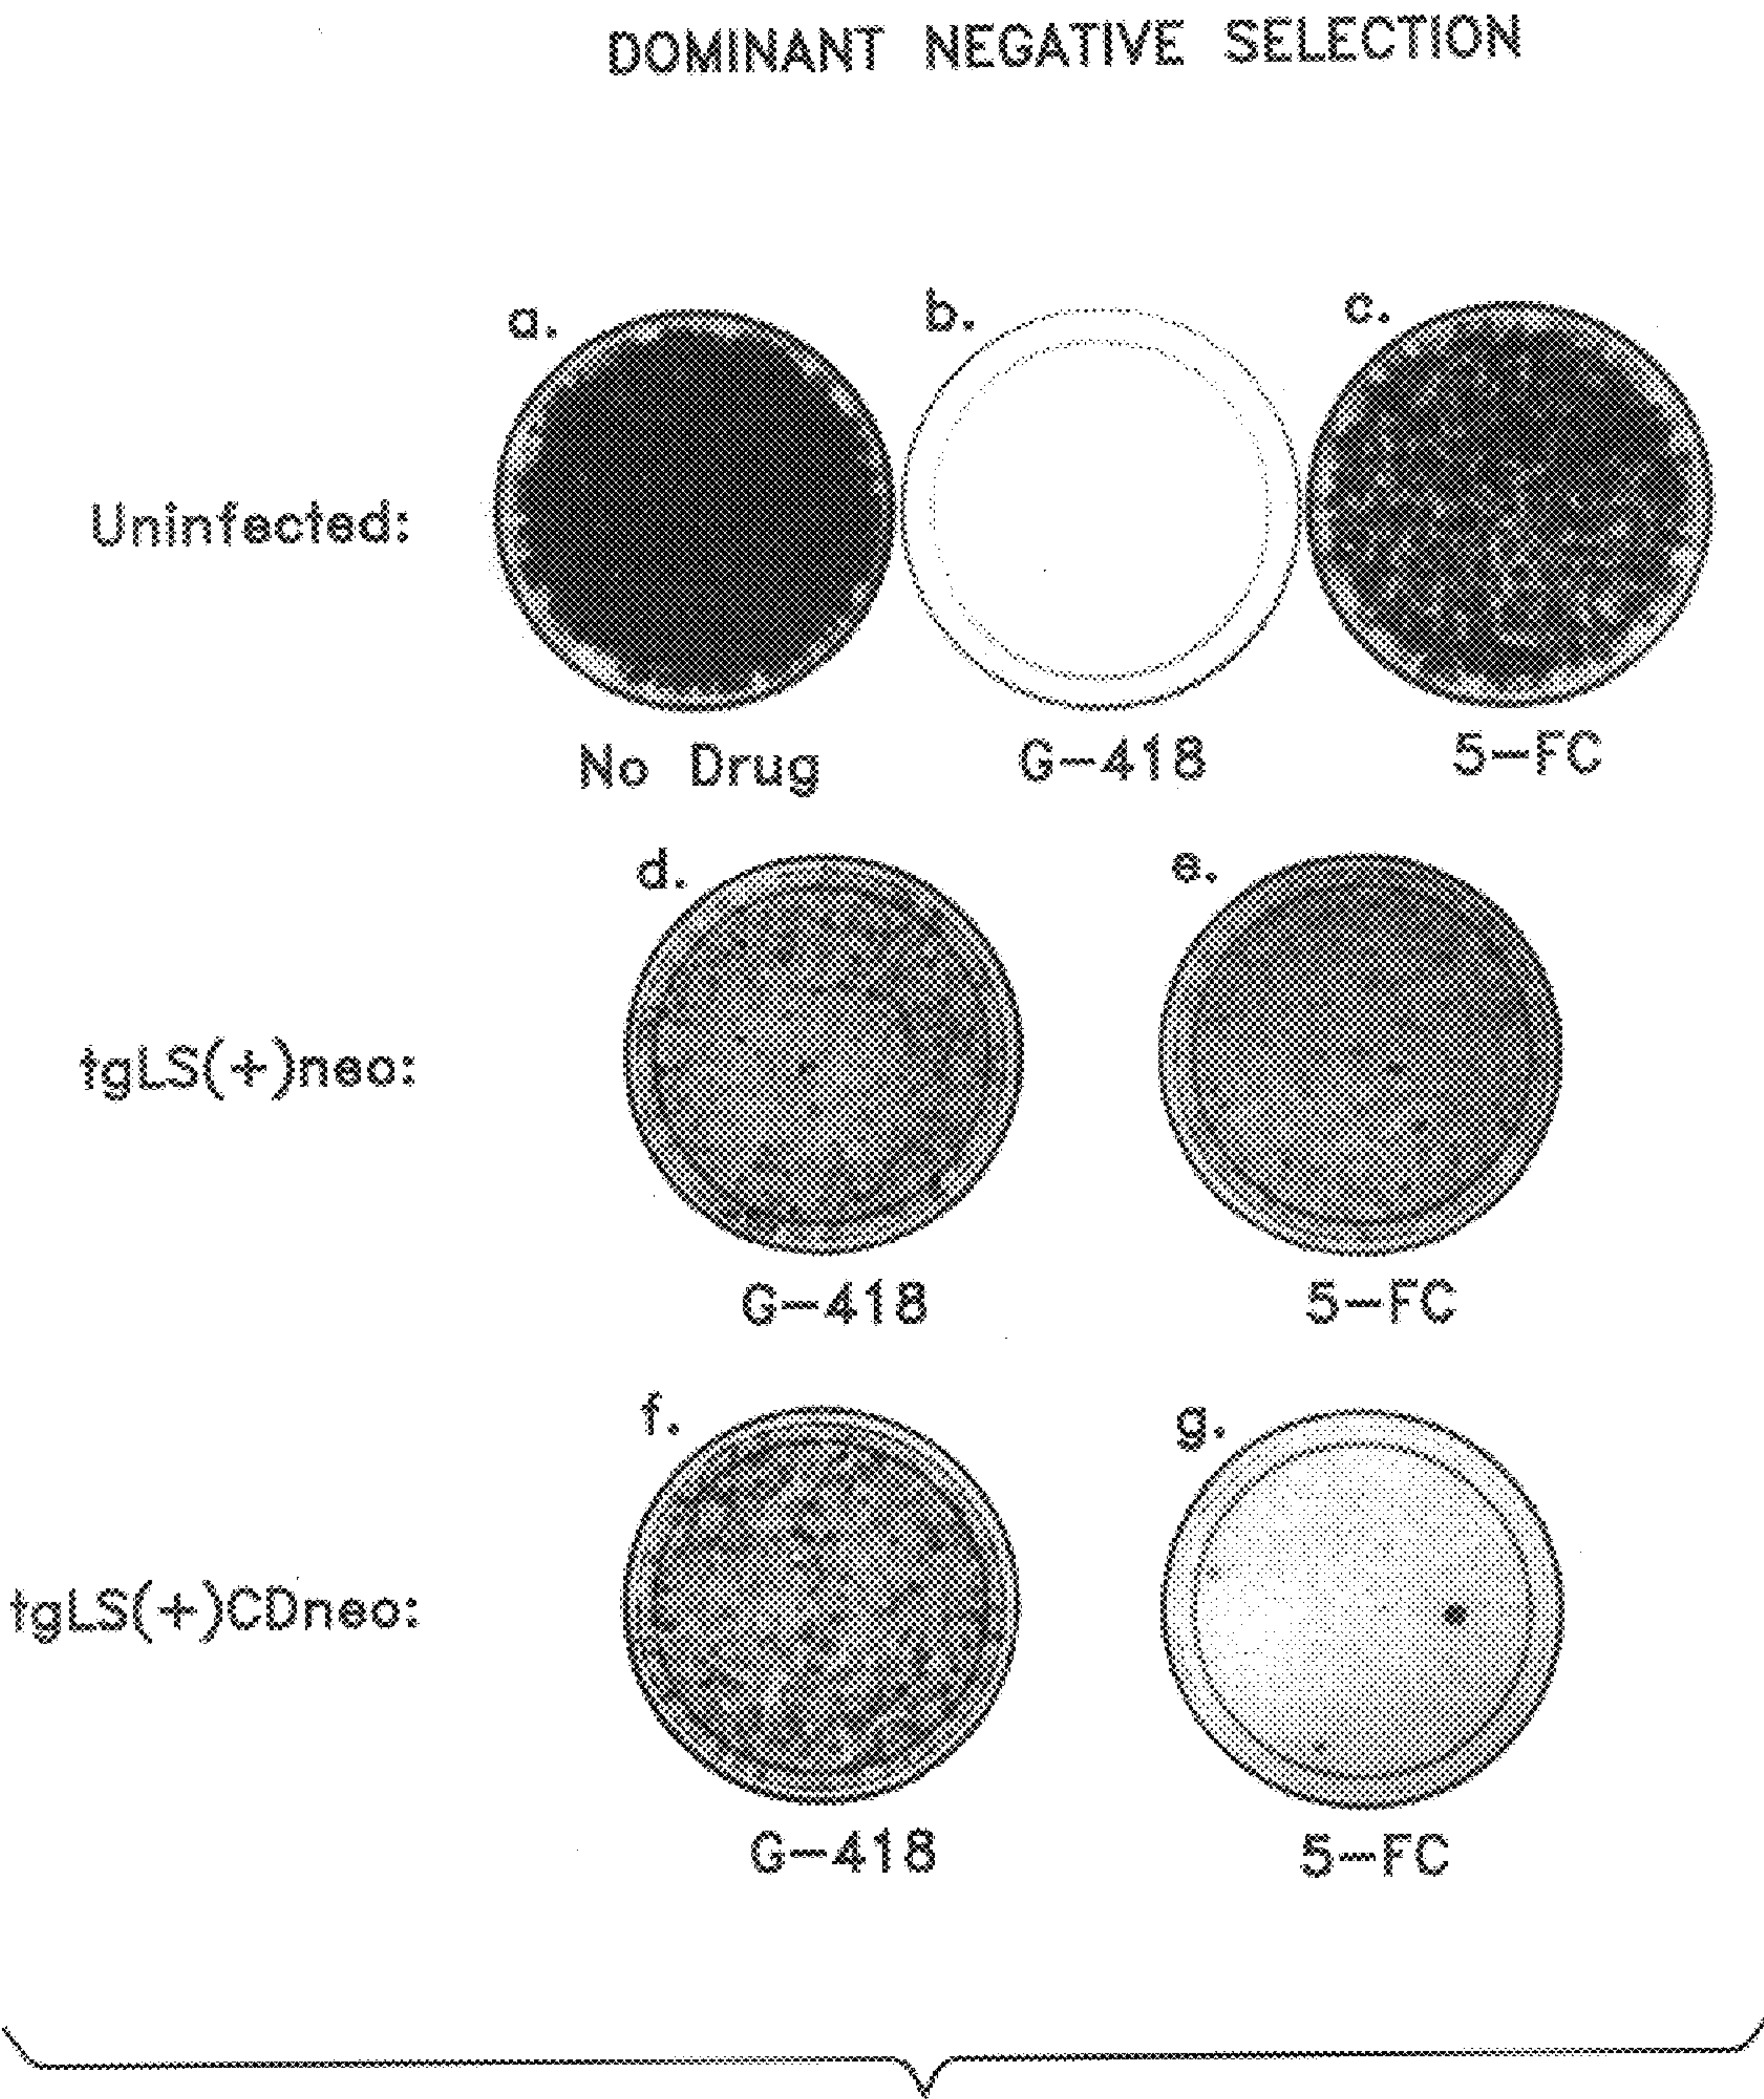 DOMINANT NEGATIVE SELECTION
a. b. c.
Uninfected:
No Drug G-418 5-FC
d. e.
tgLS(+)neo:
G-418 5-FC
f. g.
tgLS(+)CDneo:
G-418 5-FC